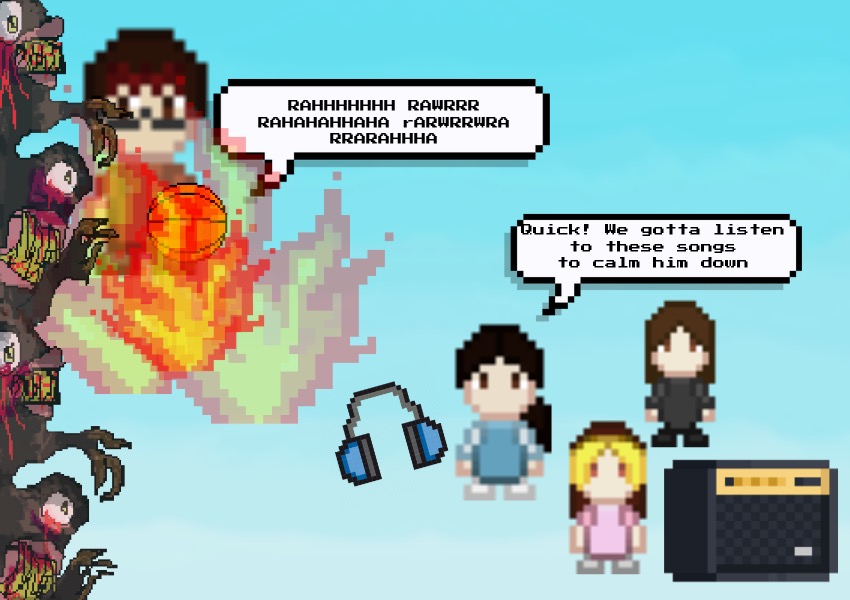 RAHHHHHHH RAWRRR
RAHAHAHHAHA rARWRRWRA
RRARAHHHA
Quick! We gotta listen
to these songs
to calm him down